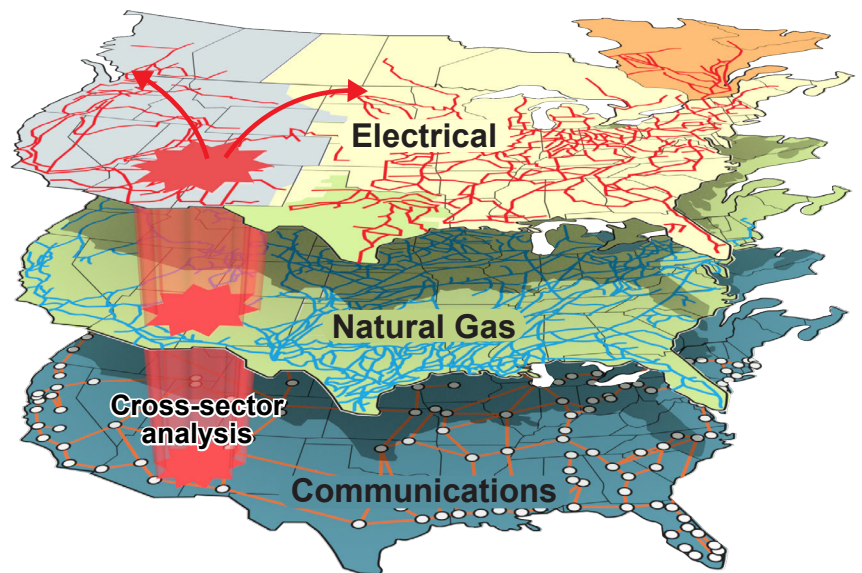 Electrical
Natural Gas
Cross-sector
analysis
Communications